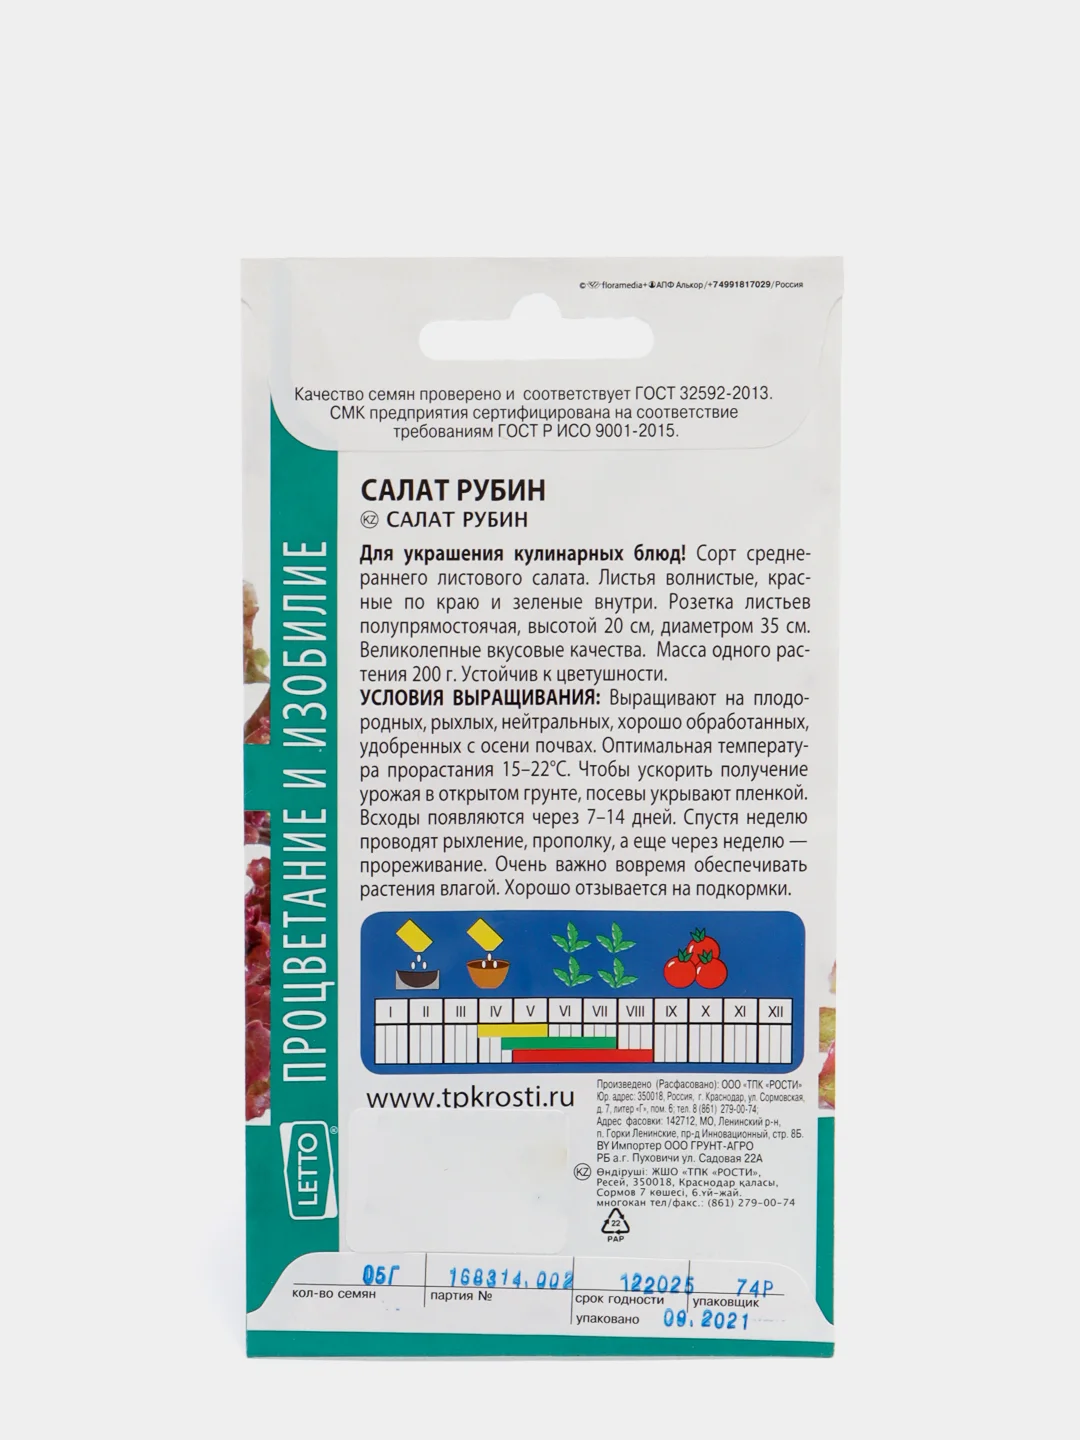 © floramedia+АПФ Алькор/+74991817029/Россия
Качество семян проверено и соответствует ГОСТ 32592-2013.
СМК предприятия сертифицирована на соответствие
требованиям ГОСТ Р ИСО 9001-2015.
ПРОЦВЕТАНИЕ И ИЗОБИЛИЕ
САЛАТ РУБИН
KZ САЛАТ РУБИН
Для украшения кулинарных блюд! Сорт средне-
раннего листового салата. Листья волнистые, крас-
ные по краю и зеленые внутри. Розетка листьев
полупрямостоячая, высотой 20 см, диаметром 35 см.
Великолепные вкусовые качества. Масса одного рас-
тения 200 г. Устойчив к цветушности.
УСЛОВИЯ ВЫРАЩИВАНИЯ: Выращивают на плодо-
родных, рыхлых, нейтральных, хорошо обработанных,
удобренных с осени почвах. Оптимальная температу-
ра прорастания 15–22°С. Чтобы ускорить получение
урожая в открытом грунте, посевы укрывают пленкой.
Всходы появляются через 7–14 дней. Спустя неделю
проводят рыхление, прополку, а еще через неделю —
прореживание. Очень важно вовремя обеспечивать
растения влагой. Хорошо отзывается на подкормки.
I II III IV V VI VII VIII IX X XI XII
www.tpkrosti.ru
LETTO®
Произведено (Расфасовано): ООО «ТПК «РОСТИ»
Юр. адрес: 350018, Россия, г. Краснодар, ул. Сормовская,
д. 7, литер «Г», пом. 6; тел. 8 (861) 279-00-74;
Адрес фасовки: 142712, МО, Ленинский р-н,
п. Горки Ленинские, пр-д Инновационный, стр. 8Б.
BY Импортер ООО ГРУНТ-АГРО
РБ а.г. Пуховичи ул. Садовая 22А
KZ Өндіруші: ЖШО «ТПК «РОСТИ»,
Ресей, 350018, Краснодар қаласы,
Сормов 7 көшесі, 6.үй-жай.
многокан тел/факс.: (861) 279-00-74
22
PAP
05Г 168314.002 122025 74Р
кол-во семян партия № срок годности упаковщик
упаковано 09.2021